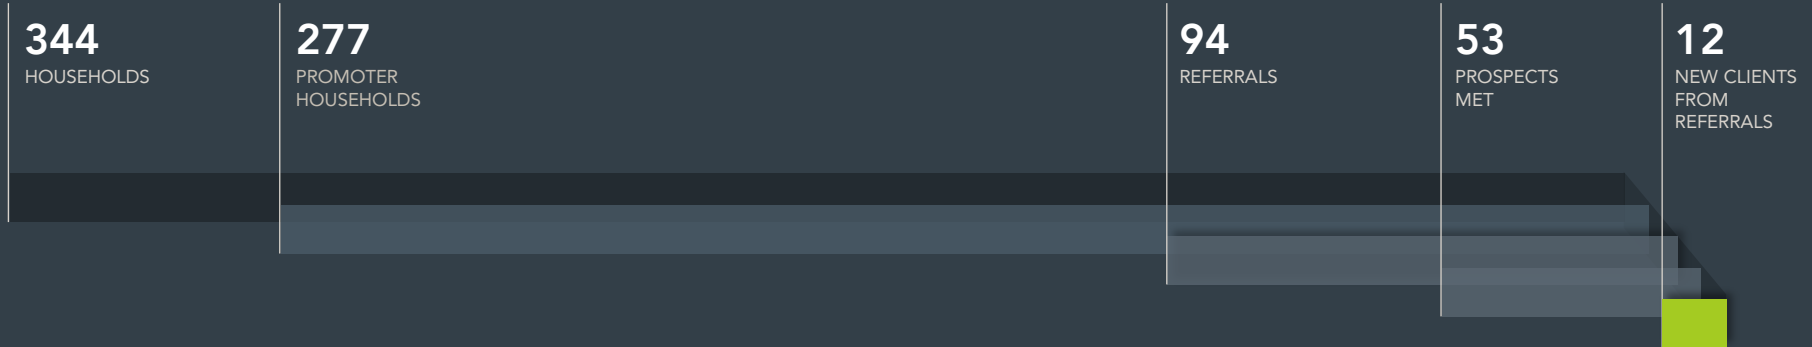 344
HOUSEHOLDS
277
PROMOTER
HOUSEHOLDS
94
REFERRALS
53
PROSPECTS
MET
12
NEW CLIENTS
FROM
REFERRALS